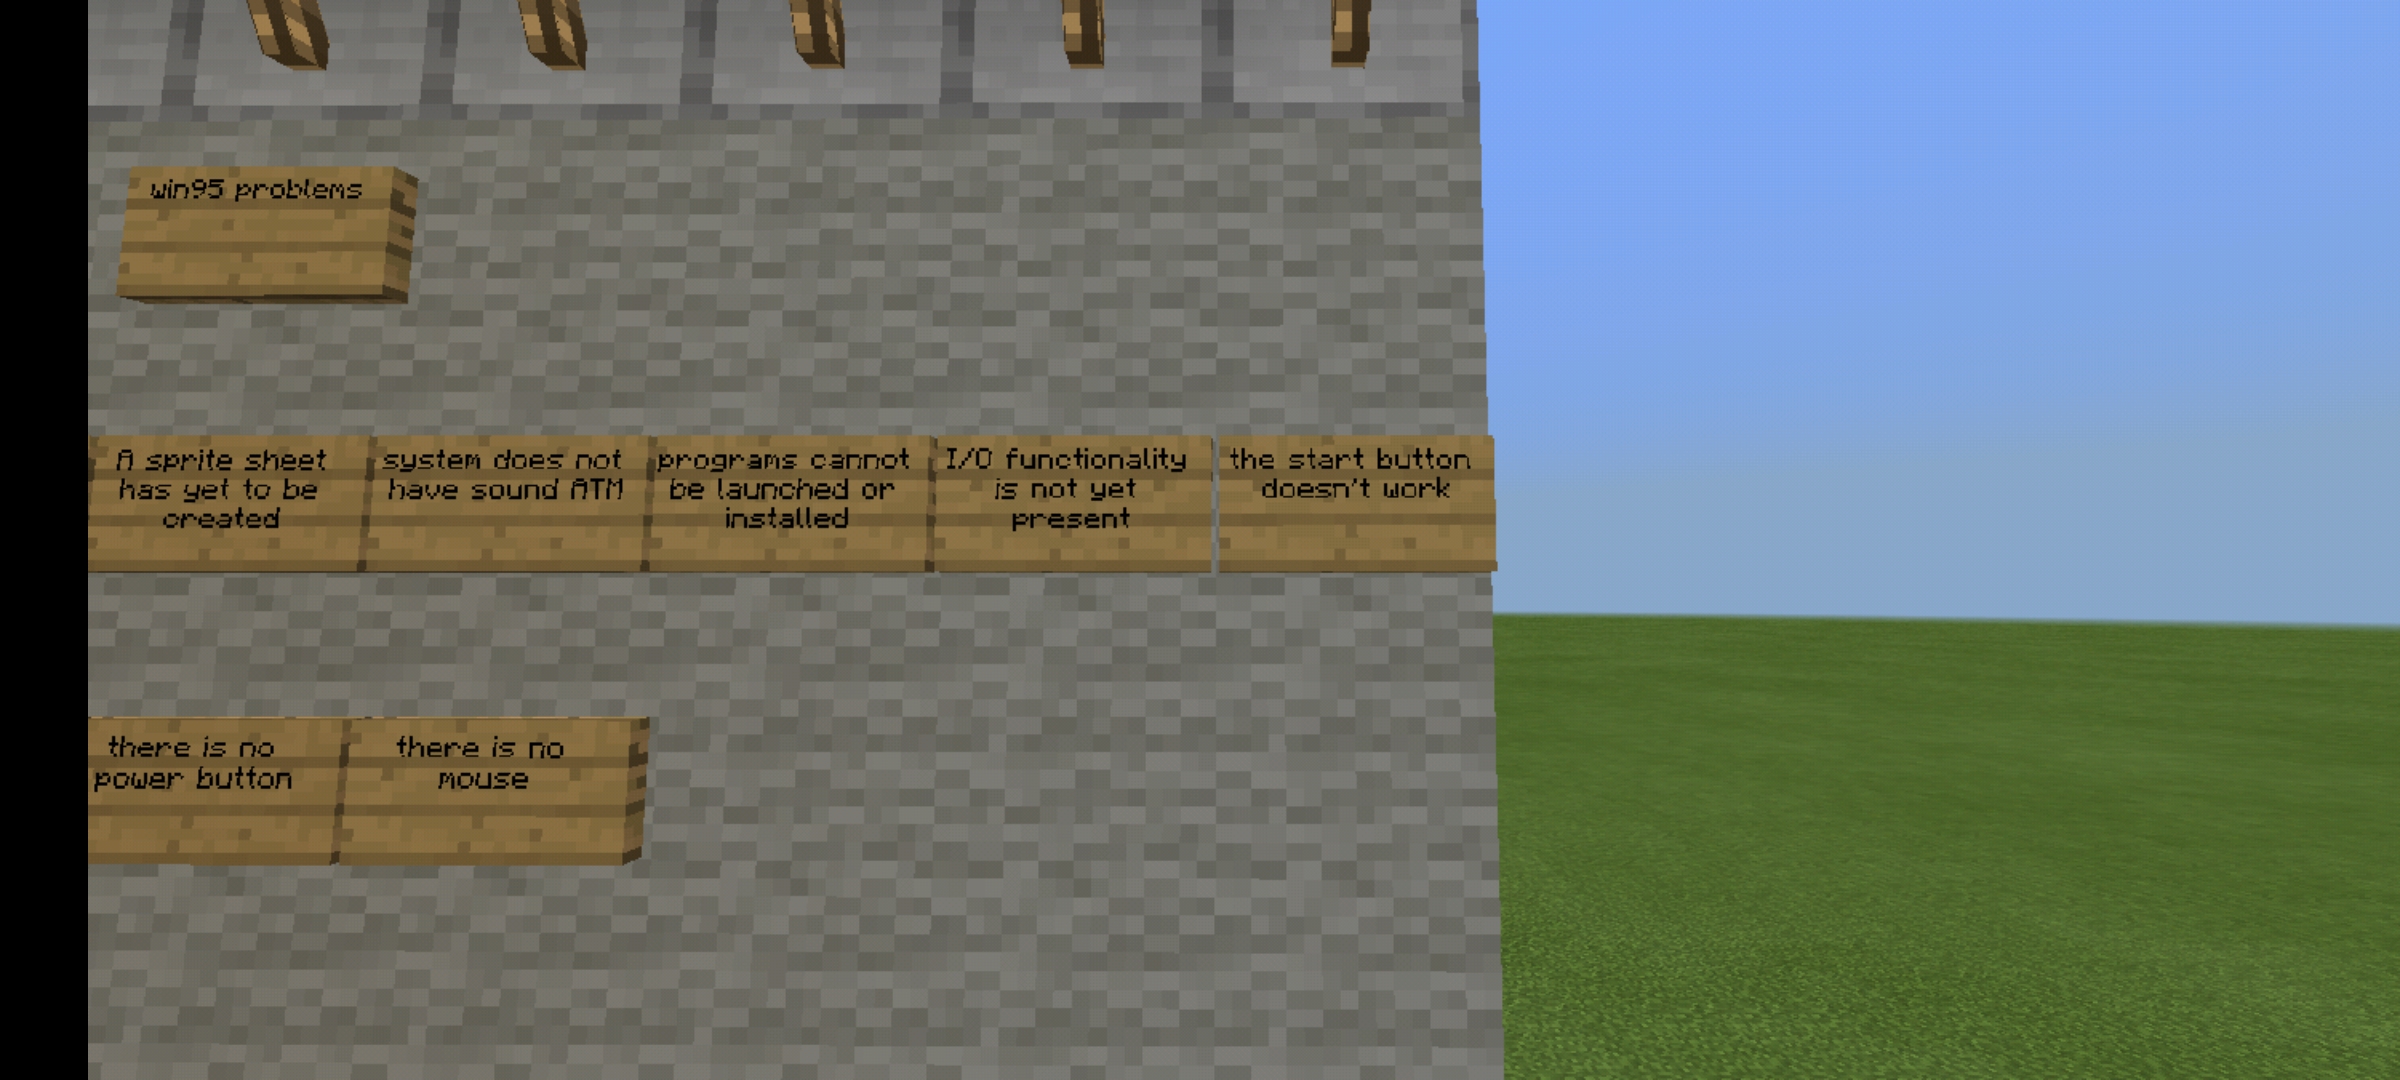 win95 problems
A sprite sheet
has yet to be
created
system does not
have sound ATM
programs cannot
be launched or
installed
I/O functionality
is not yet
present
the start button
doesn't work
there is no
power button
there is no
mouse